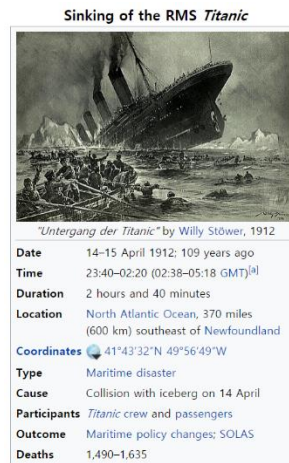 Sinking of the RMS Titanic
"Untergang der Titanic" by Willy Stöwer, 1912
Date 14–15 April 1912; 109 years ago
Time 23:40–02:20 (02:38–05:18 GMT)[a]
Duration 2 hours and 40 minutes
Location North Atlantic Ocean, 370 miles
(600 km) southeast of Newfoundland
Coordinates 41°43′32″N 49°56′49″W
Type Maritime disaster
Cause Collision with iceberg on 14 April
Participants Titanic crew and passengers
Outcome Maritime policy changes; SOLAS
Deaths 1,490–1,635